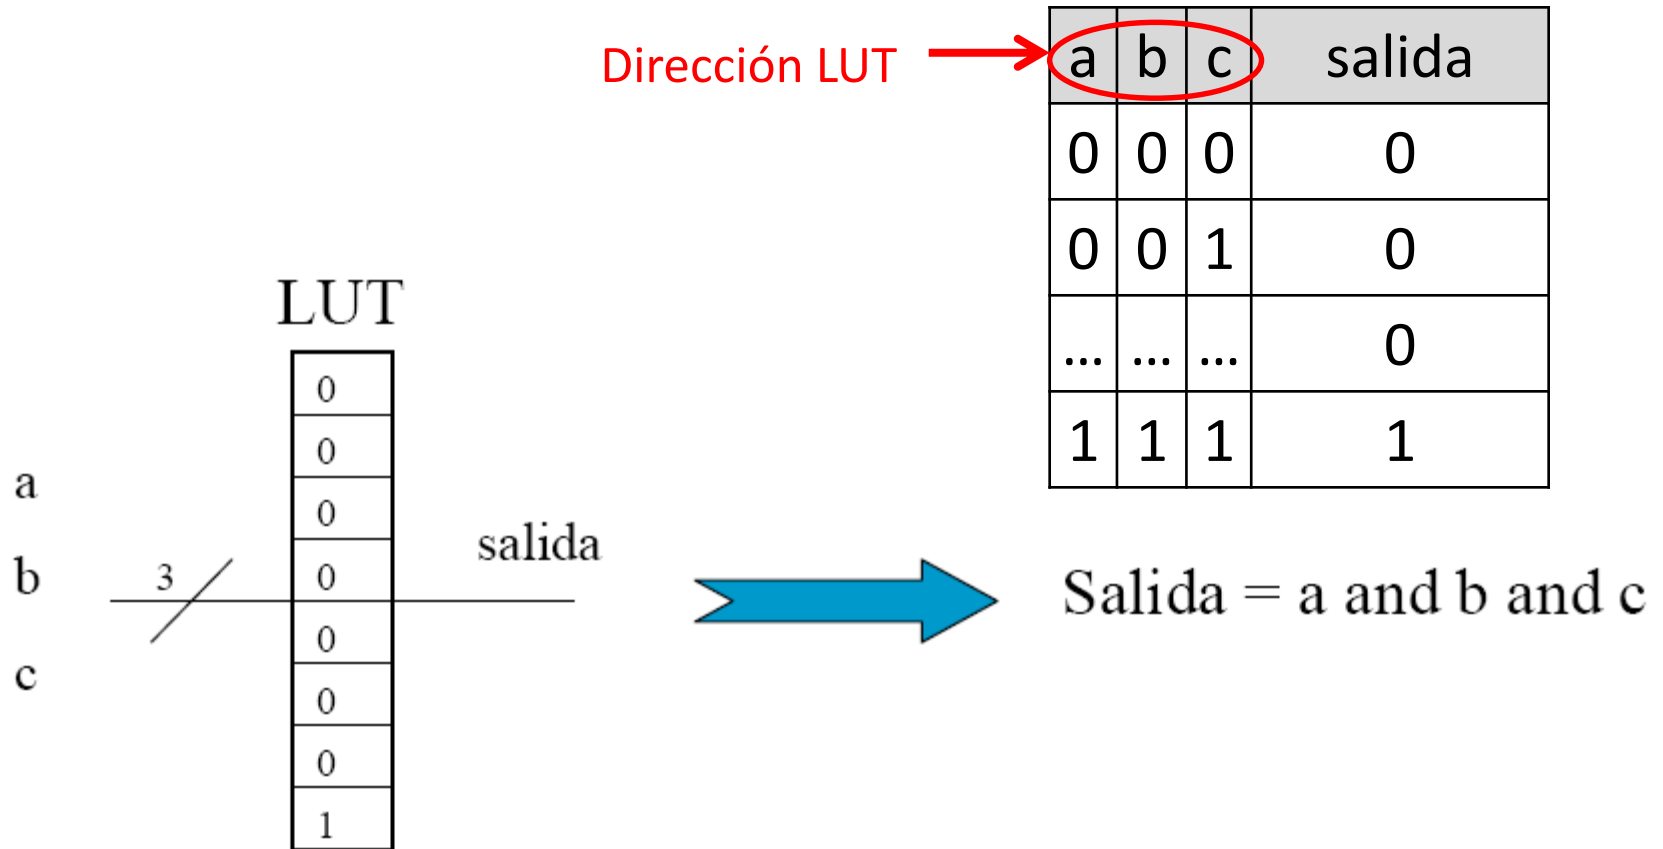 Dirección LUT
a b c salida
0 0 0 0
0 0 1 0
... ... ... 0
1 1 1 1
LUT
0
0
0
0
0
0
0
1
a
b
c
3
salida
Salida = a and b and c